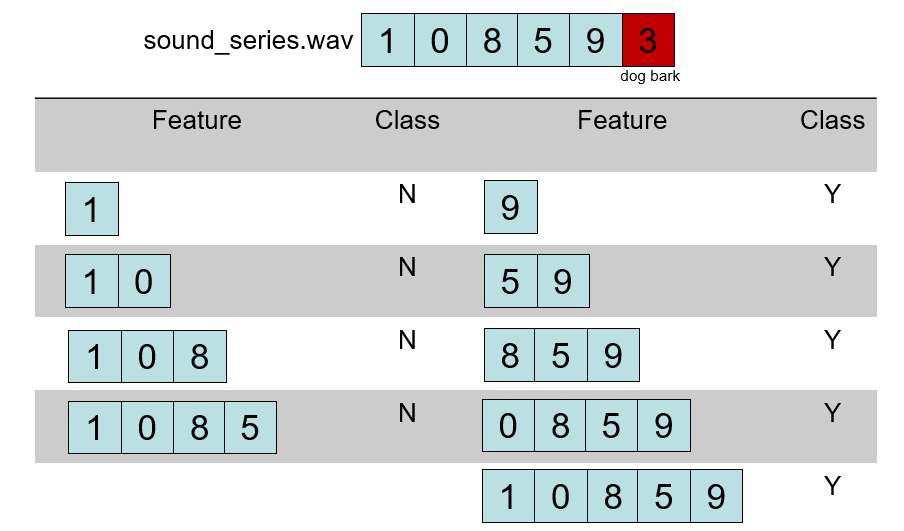 sound_series.wav 1 0 8 5 9 3
dog bark
Feature Class Feature Class
1 N 9 Y
1 0 N 5 9 Y
1 0 8 N 8 5 9 Y
1 0 8 5 N 0 8 5 9 Y
1 0 8 5 9 Y